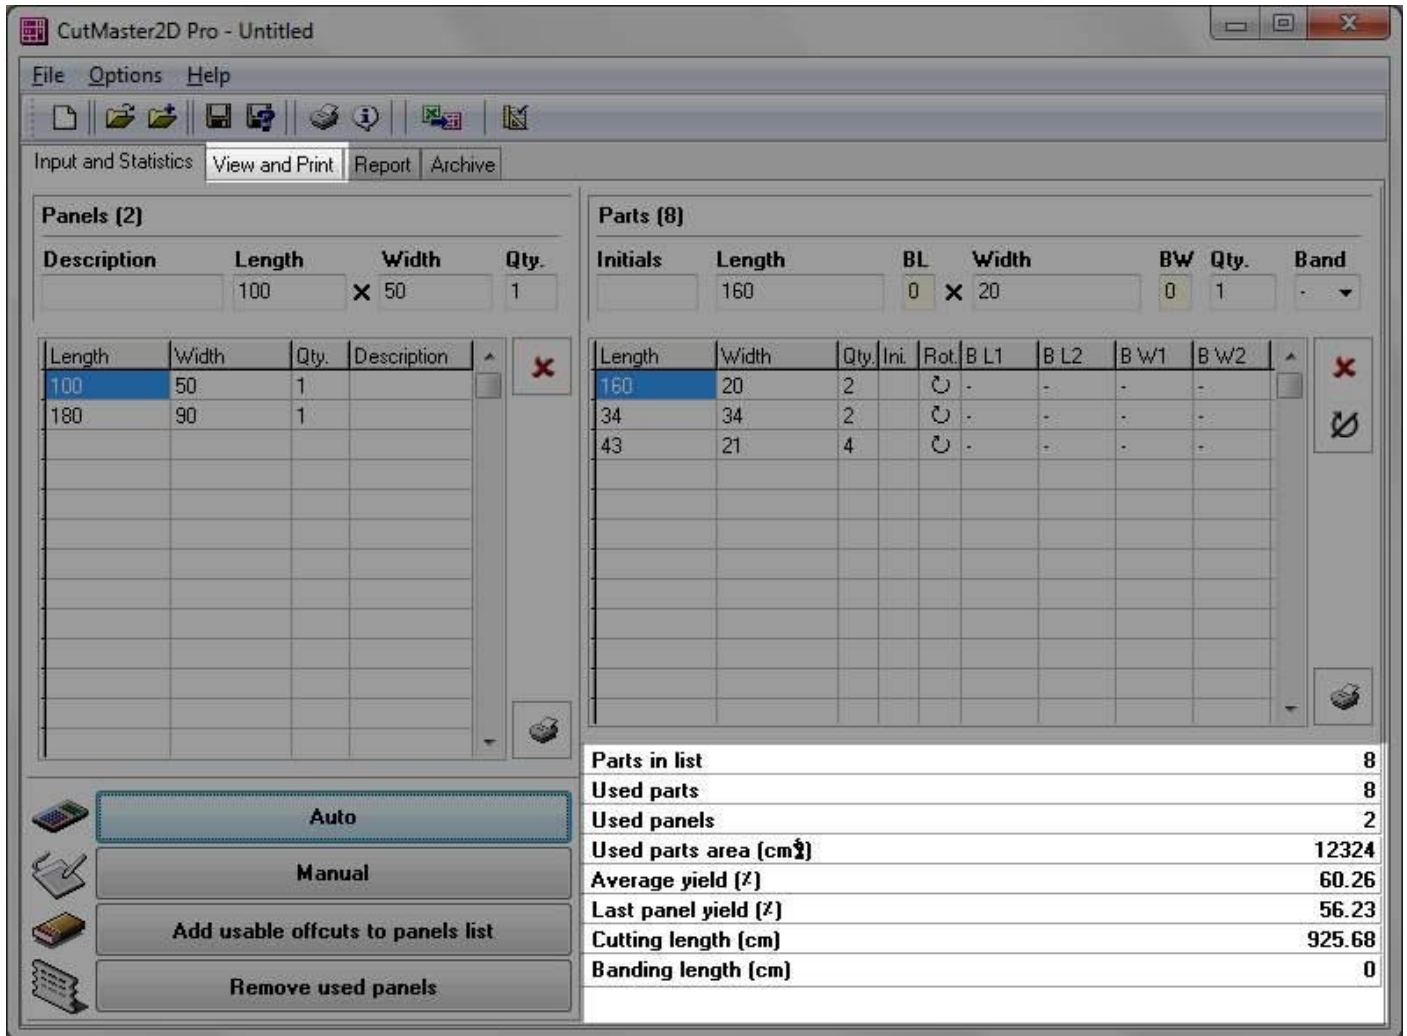 CutMaster2D Pro - Untitled
File Options Help
Input and Statistics View and Print Report Archive
Panels (2)
Description Length Width Qty.
100 × 50 1
Length Width Qty. Description
100 50 1
180 90 1
Auto
Manual
Add usable offcuts to panels list
Remove used panels
Parts (8)
Initials Length BL Width BW Qty. Band
160 0 × 20 0 1 -
Length Width Qty. Ini. Rot. B L1 B L2 B W1 B W2
160 20 2 - - - -
34 34 2 - - - -
43 21 4 - - - -
Parts in list 8
Used parts 8
Used panels 2
Used parts area (cm²) 12324
Average yield (%) 60.26
Last panel yield (%) 56.23
Cutting length (cm) 925.68
Banding length (cm) 0